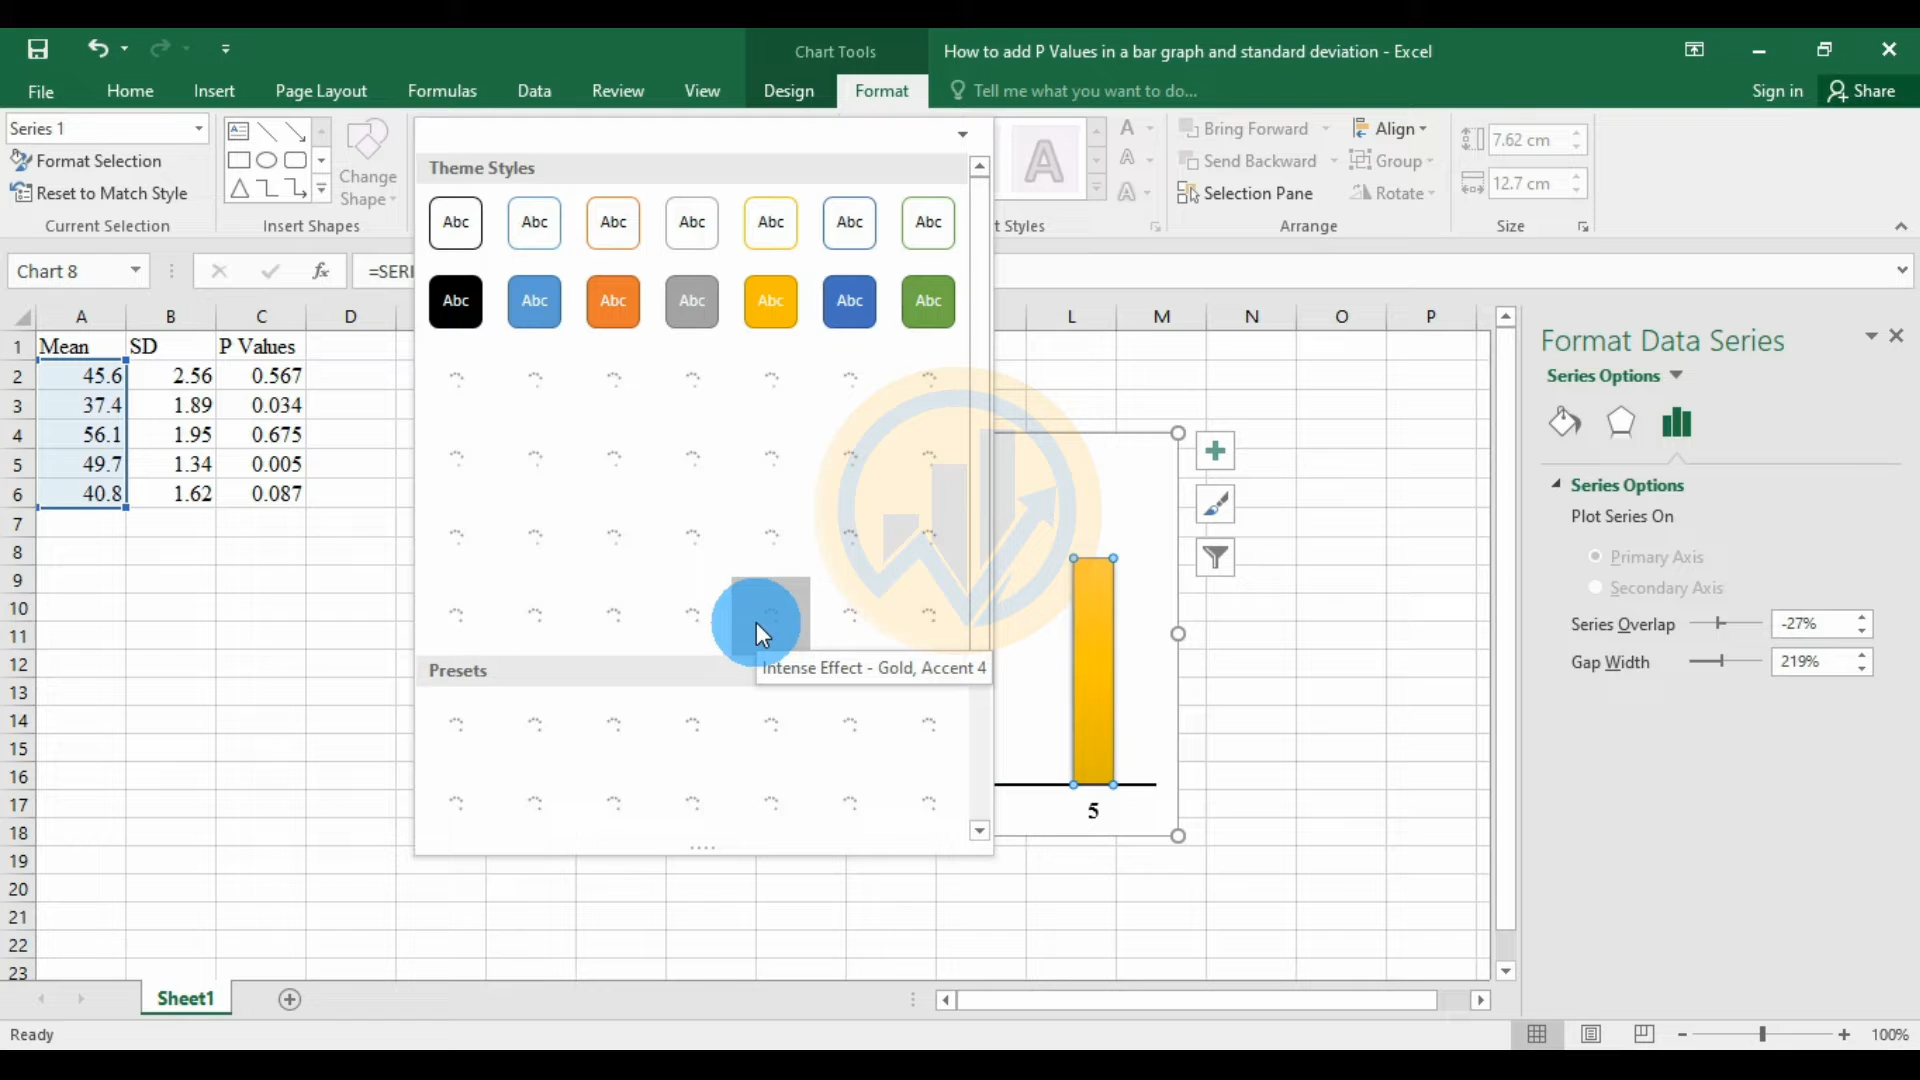 Chart Tools
How to add P Values in a bar graph and standard deviation - Excel
File Home Insert Page Layout Formulas Data Review View Design Format Tell me what you want to do... Sign in Share
Series 1
Format Selection
Reset to Match Style
Current Selection
Change
Shape
Insert Shapes
Theme Styles
Abc Abc Abc Abc Abc Abc Abc
Abc Abc Abc Abc Abc Abc Abc
Presets
Intense Effect - Gold, Accent 4
A
A
A
A
t Styles
Bring Forward
Send Backward
Selection Pane
Align
Group
Rotate
Arrange
7.62 cm
12.7 cm
Size
Chart 8
fx
=SERI
A B C D L M N O P
1 Mean SD P Values
2 45.6 2.56 0.567
3 37.4 1.89 0.034
4 56.1 1.95 0.675
5 49.7 1.34 0.005
6 40.8 1.62 0.087
7
8
9
10
11
12
13
14
15
16
17
18
19
20
21
22
23
5
Format Data Series
Series Options
Series Options
Plot Series On
Primary Axis
Secondary Axis
Series Overlap -27%
Gap Width 219%
Sheet1
Ready
100%